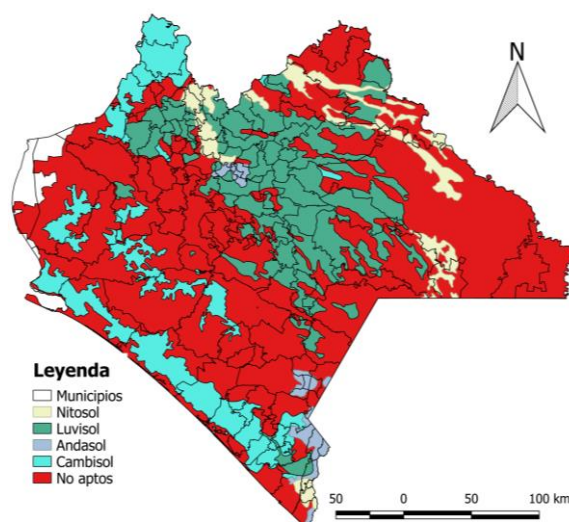 N
Leyenda
Municipios
Nitosol
Luvisol
Andasol
Cambisol
No aptos
50 0 50 100 km